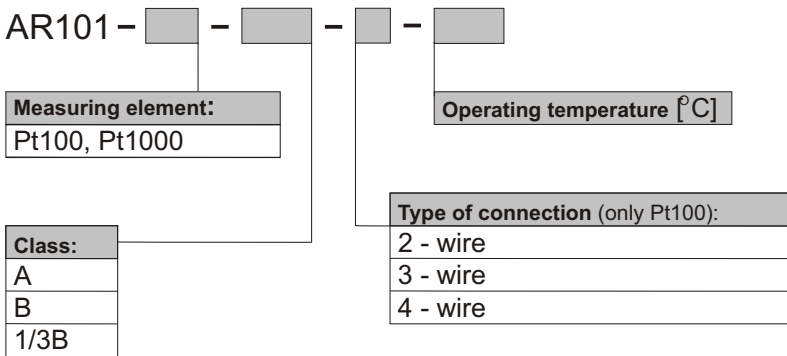 AR101 – – – –
Measuring element:
Pt100, Pt1000
Operating temperature [°C]
Type of connection (only Pt100):
2 - wire
3 - wire
4 - wire
Class:
A
B
1/3B